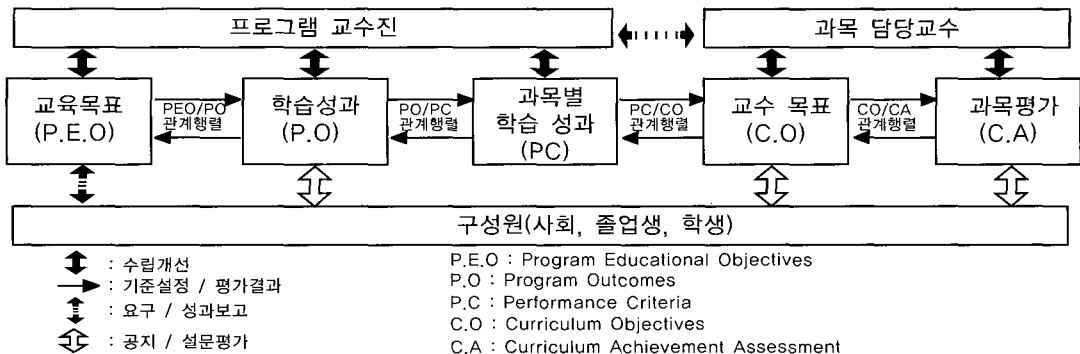 프로그램 교수진
과목 담당교수
교육목표
(P.E.O)
PEO/PO
관계행렬
학습성과
(P.O)
PO/PC
관계행렬
과목별
학습 성과
(PC)
PC/CO
관계행렬
교수 목표
(C.O)
CO/CA
관계행렬
과목평가
(C.A)
구성원(사회, 졸업생, 학생)
: 수립개선
: 기준설정 / 평가결과
: 요구 / 성과보고
: 공지 / 설문평가
P.E.O : Program Educational Objectives
P.O : Program Outcomes
P.C : Performance Criteria
C.O : Curriculum Objectives
C.A : Curriculum Achievement Assessment